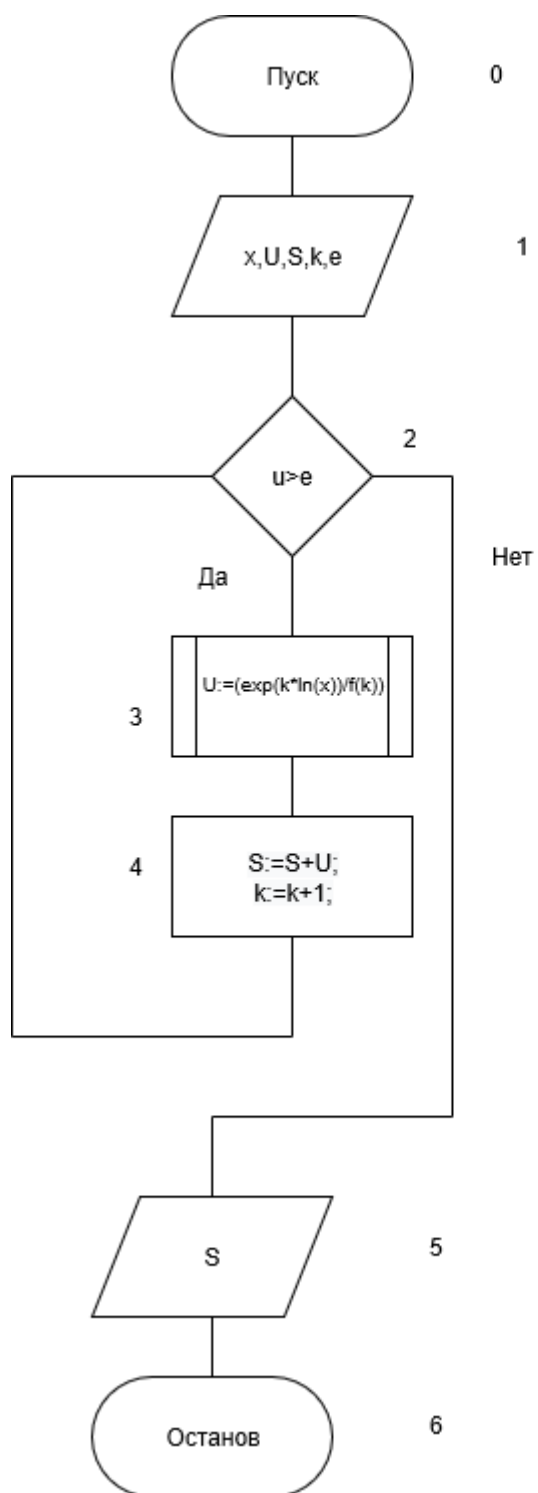 Пуск
0
x,U,S,k,e
1
2
u>e
Нет
Да
U:=(exp(k*ln(x))/f(k))
3
S:=S+U;
k:=k+1;
4
S
5
Останов
6